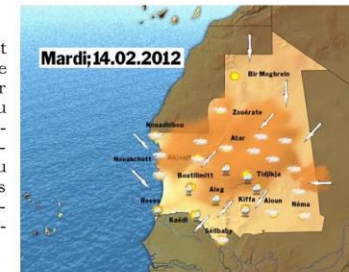 Mardi;14.02.2012
Bir Moghrein
Zouérate
Nouadhibou
Atar
Nouakchott
Boutilimitt
Tidjikja
Aleg
Rosso
Kiffa
Aioun
Néma
Kaédi
Sélibaby